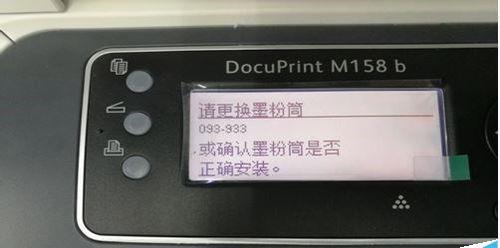 DocuPrint M158 b
请更换墨粉筒
093-933
或确认墨粉筒是否
正确安装。